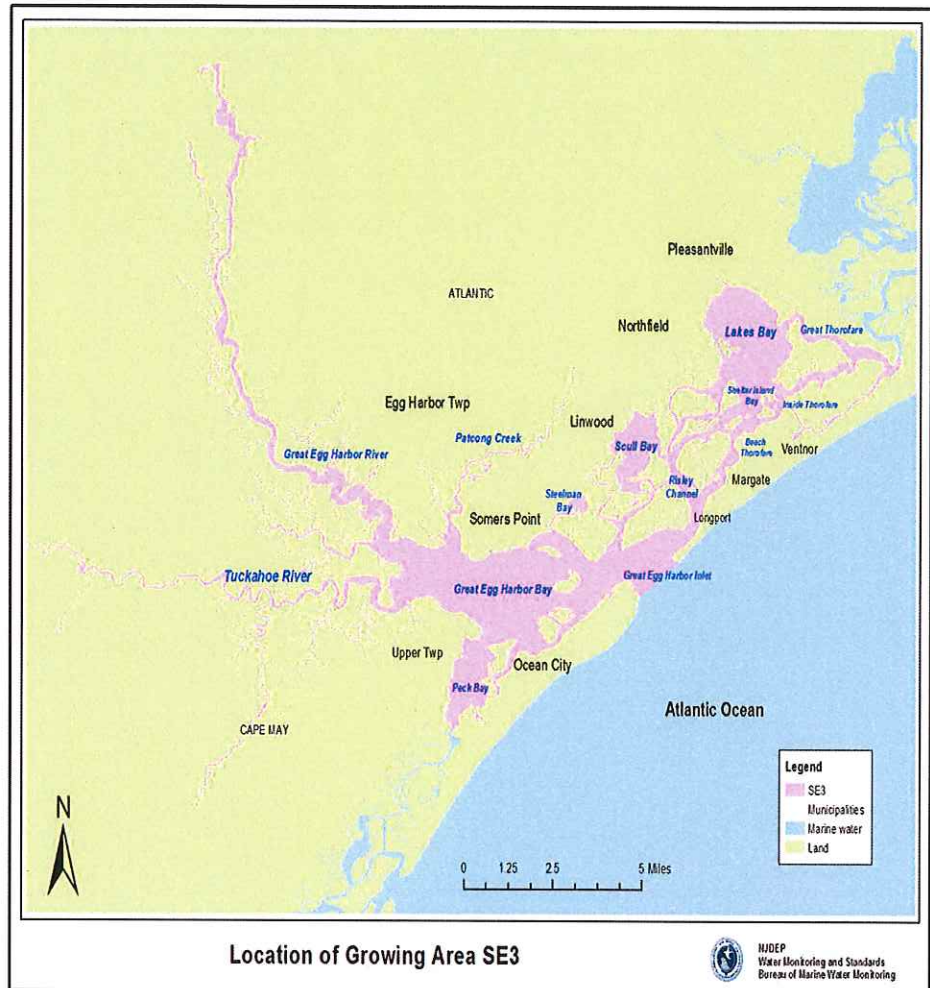 Pleasantville
ATLANTIC
Northfield
Lakes Bay
Great Thorofare
Egg Harbor Twp
Shelter Island
Bay
Inside Thorofare
Linwood
Patcong Creek
Scull Bay
Beach
Thorofare
Ventnor
Great Egg Harbor River
Risley
Channel
Margate
Steelman
Bay
Somers Point
Longport
Tuckahoe River
Great Egg Harbor Bay
Great Egg Harbor Inlet
Upper Twp
Ocean City
Peck Bay
Atlantic Ocean
CAPE MAY
Legend
SE3
Municipalities
Marine water
Land
N
0 1.25 2.5 5 Miles
Location of Growing Area SE3
NJDEP
Water Monitoring and Standards
Bureau of Marine Water Monitoring